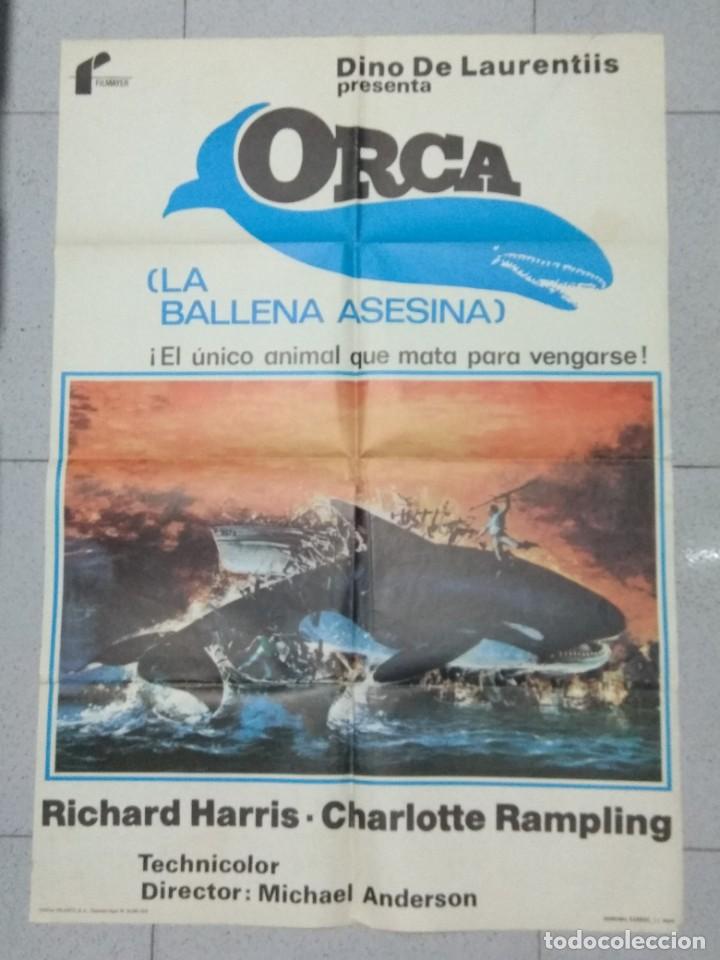 FILMAYER
Dino De Laurentiis
presenta
ORCA
(LA
BALLENA ASESINA)
¡El único animal que mata para vengarse!
Richard Harris · Charlotte Rampling
Technicolor
Director: Michael Anderson
todocoleccion